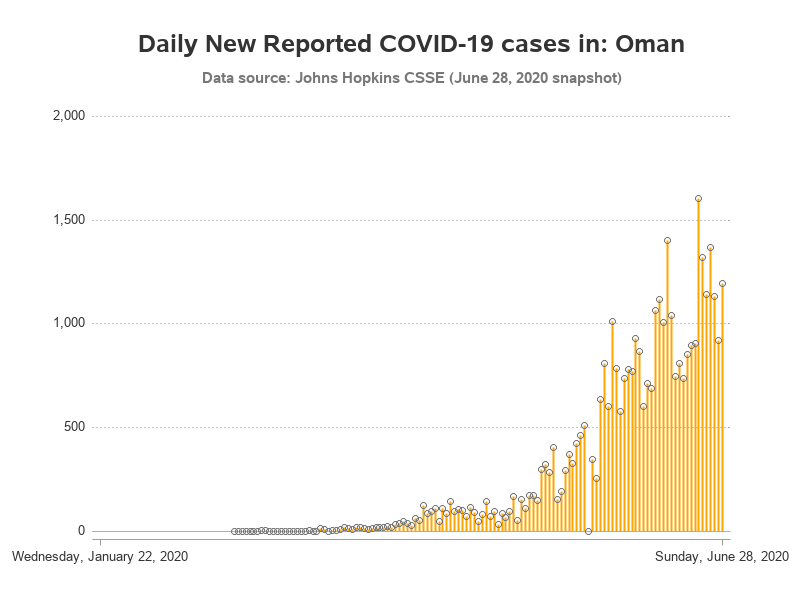 Daily New Reported COVID-19 cases in: Oman
Data source: Johns Hopkins CSSE (June 28, 2020 snapshot)
2,000
1,500
1,000
500
0
Wednesday, January 22, 2020
Sunday, June 28, 2020